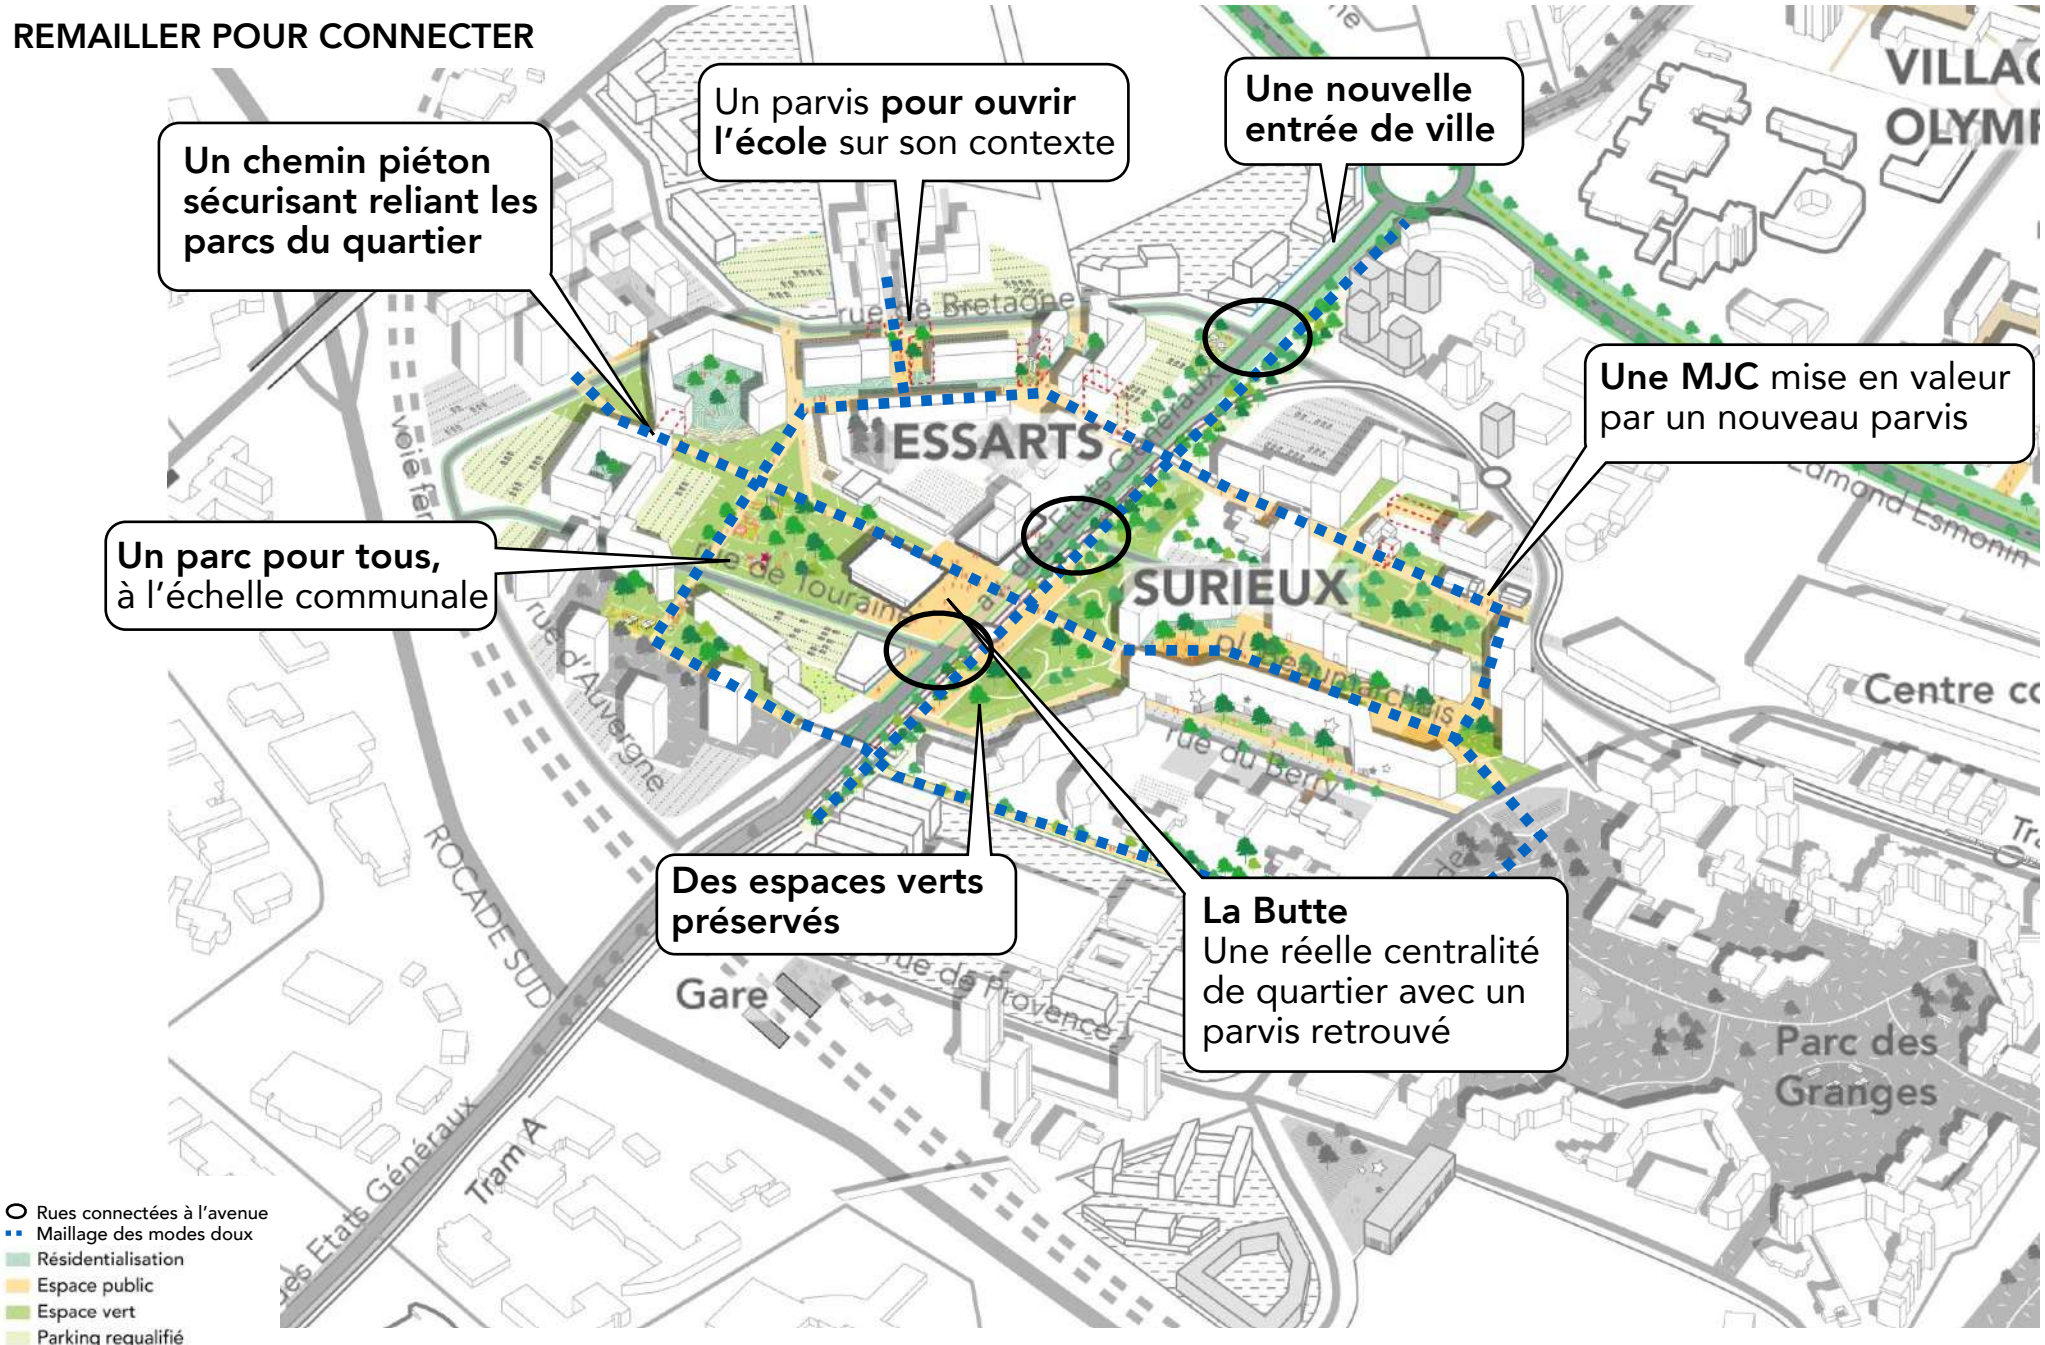 REMAILLER POUR CONNECTER
Un chemin piéton
sécurisant reliant les
parcs du quartier
Un parvis pour ouvrir
l'école sur son contexte
Une nouvelle
entrée de ville
Une MJC mise en valeur
par un nouveau parvis
Un parc pour tous,
à l'échelle communale
Des espaces verts
préservés
La Butte
Une réelle centralité
de quartier avec un
parvis retrouvé
rue de Bretagne
ESSARTS
SURIEUX
rue de Touraine
rue d'Auvergne
pl. Beaumarchais
rue du Berry
rue de Provence
Edmond Esmonin
ROCADE SUD
Gare
Tram A
des Etats Généraux
Parc des
Granges
Rues connectées à l'avenue
Maillage des modes doux
Résidentialisation
Espace public
Espace vert
Parking requalifié